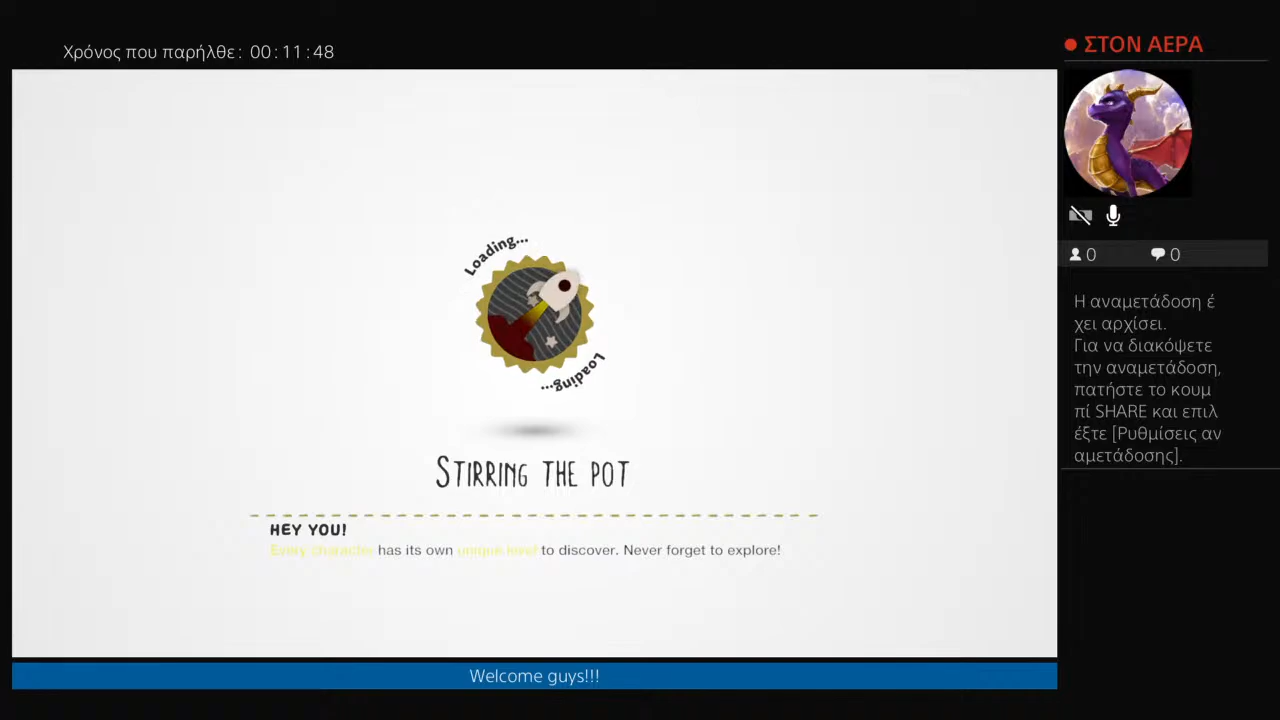 Χρόνος που παρήλθε: 00:11:48
Loading...
Loading...
STIRRING THE POT
HEY YOU!
Every character has its own unique level to discover. Never forget to explore!
Welcome guys!!!
ΣΤΟΝ ΑΕΡΑ
0 0
Η αναμετάδοση έ
χει αρχίσει.
Για να διακόψετε
την αναμετάδοση,
πατήστε το κουμ
πί SHARE και επιλ
έξτε [Ρυθμίσεις αν
αμετάδοσης].